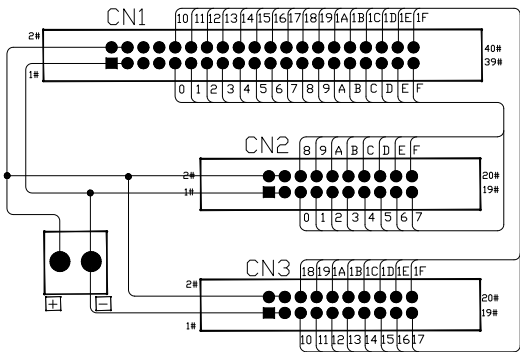 CN1
10 11 12 13 14 15 16 17 18 19 1A 1B 1C 1D 1E 1F
2#
40#
39#
1#
0 1 2 3 4 5 6 7 8 9 A B C D E F
CN2
8 9 A B C D E F
2#
20#
1#
19#
0 1 2 3 4 5 6 7
+ −
CN3
18 19 1A 1B 1C 1D 1E 1F
2#
20#
19#
1#
10 11 12 13 14 15 16 17